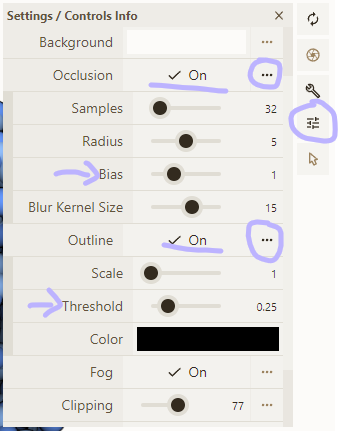 Settings / Controls Info
Background
Occlusion On
Samples 32
Radius 5
Bias 1
Blur Kernel Size 15
Outline On
Scale 1
Threshold 0.25
Color
Fog On
Clipping 77